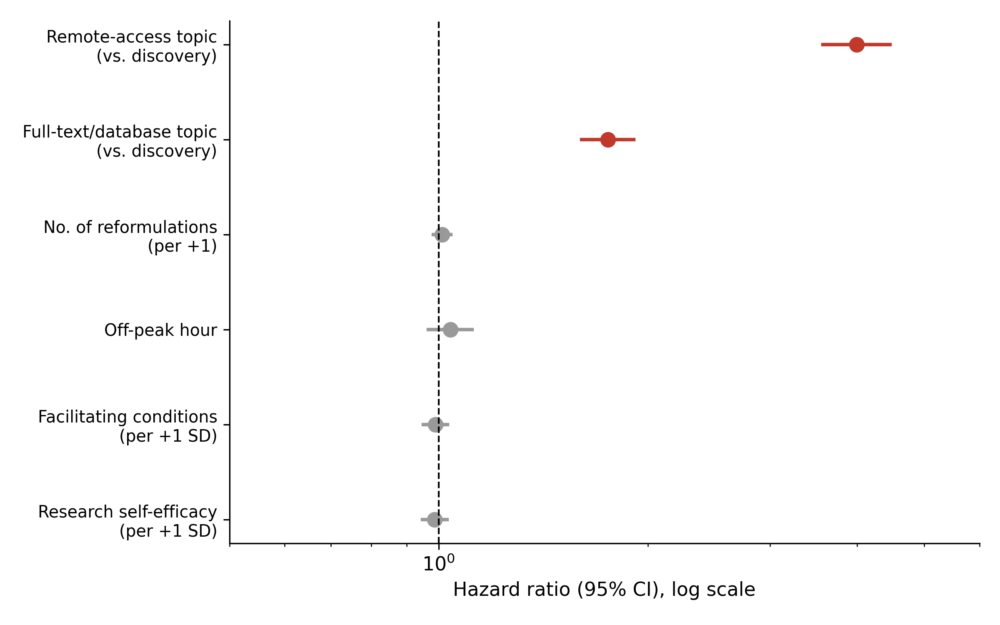 Remote-access topic
(vs. discovery)
Full-text/database topic
(vs. discovery)
No. of reformulations
(per +1)
Off-peak hour
Facilitating conditions
(per +1 SD)
Research self-efficacy
(per +1 SD)
10⁰
Hazard ratio (95% CI), log scale